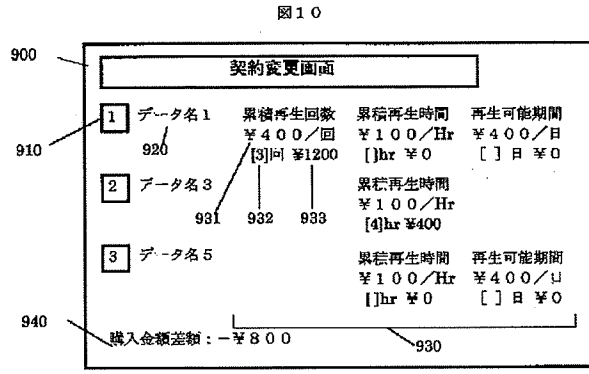 図10
900
契約変更画面
1 データ名1 累積再生回数 累積再生時間 再生可能期間
¥400/回 ¥100/Hr ¥400/日
910 920 [3]回 ¥1200 []hr ¥0 [ ]日 ¥0
2 データ名3 累積再生時間
¥100/Hr
931 932 933 [4]hr ¥400
3 データ名5 累積再生時間 再生可能期間
¥100/Hr ¥400/日
[]hr ¥0 [ ]日 ¥0
940
購入金額差額:-¥800
930